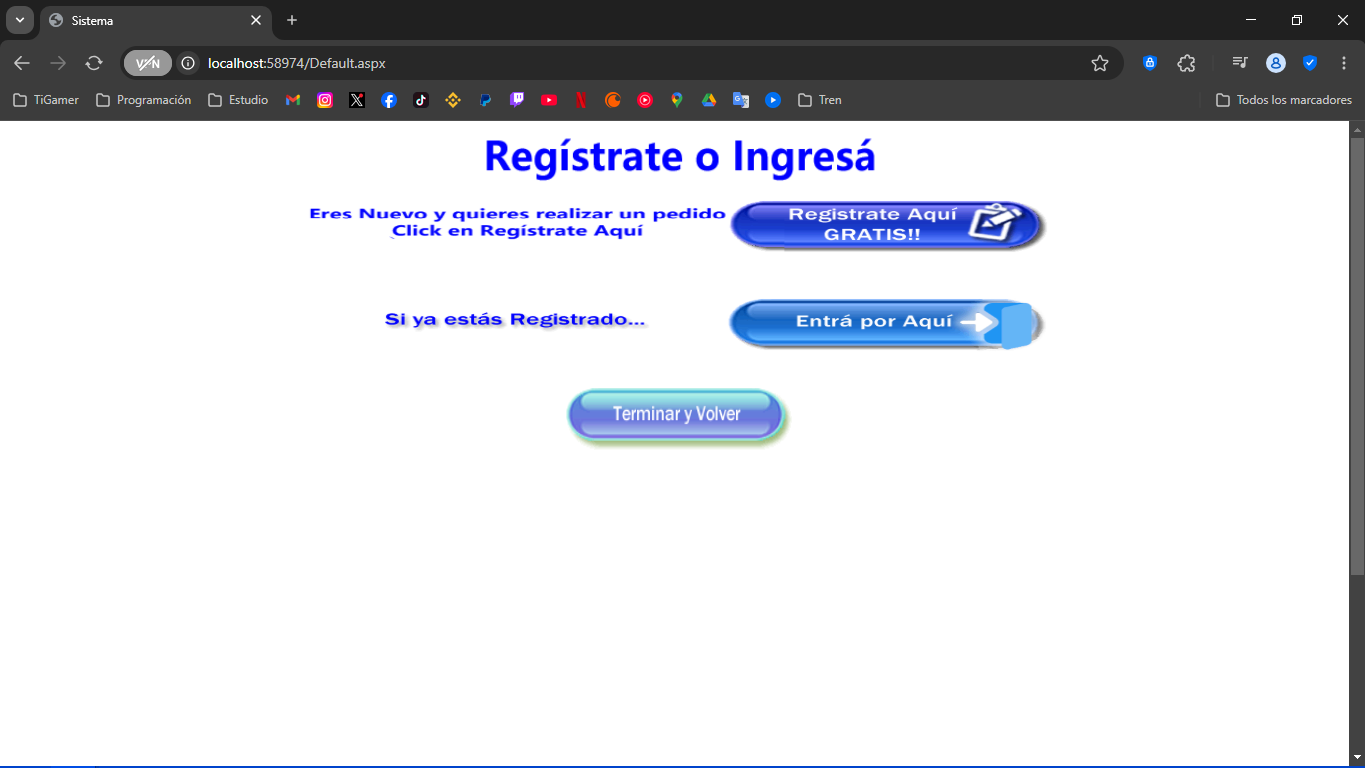 Sistema
VPN
localhost:58974/Default.aspx
TiGamer
Programación
Estudio
Tren
Todos los marcadores
Regístrate o Ingresá
Eres Nuevo y quieres realizar un pedido
Click en Regístrate Aquí
Registrate Aquí
GRATIS!!
Si ya estás Registrado...
Entrá por Aquí
Terminar y Volver